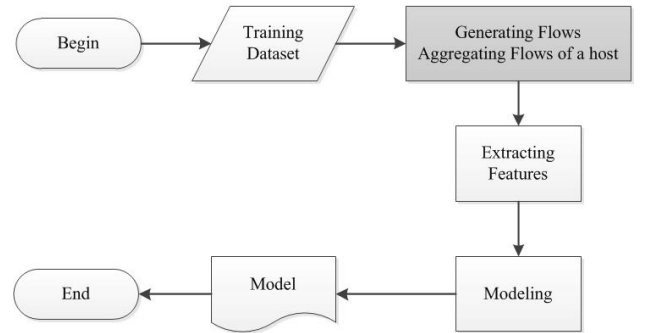 Begin
Training
Dataset
Generating Flows
Aggregating Flows of a host
Extracting
Features
Modeling
Model
End